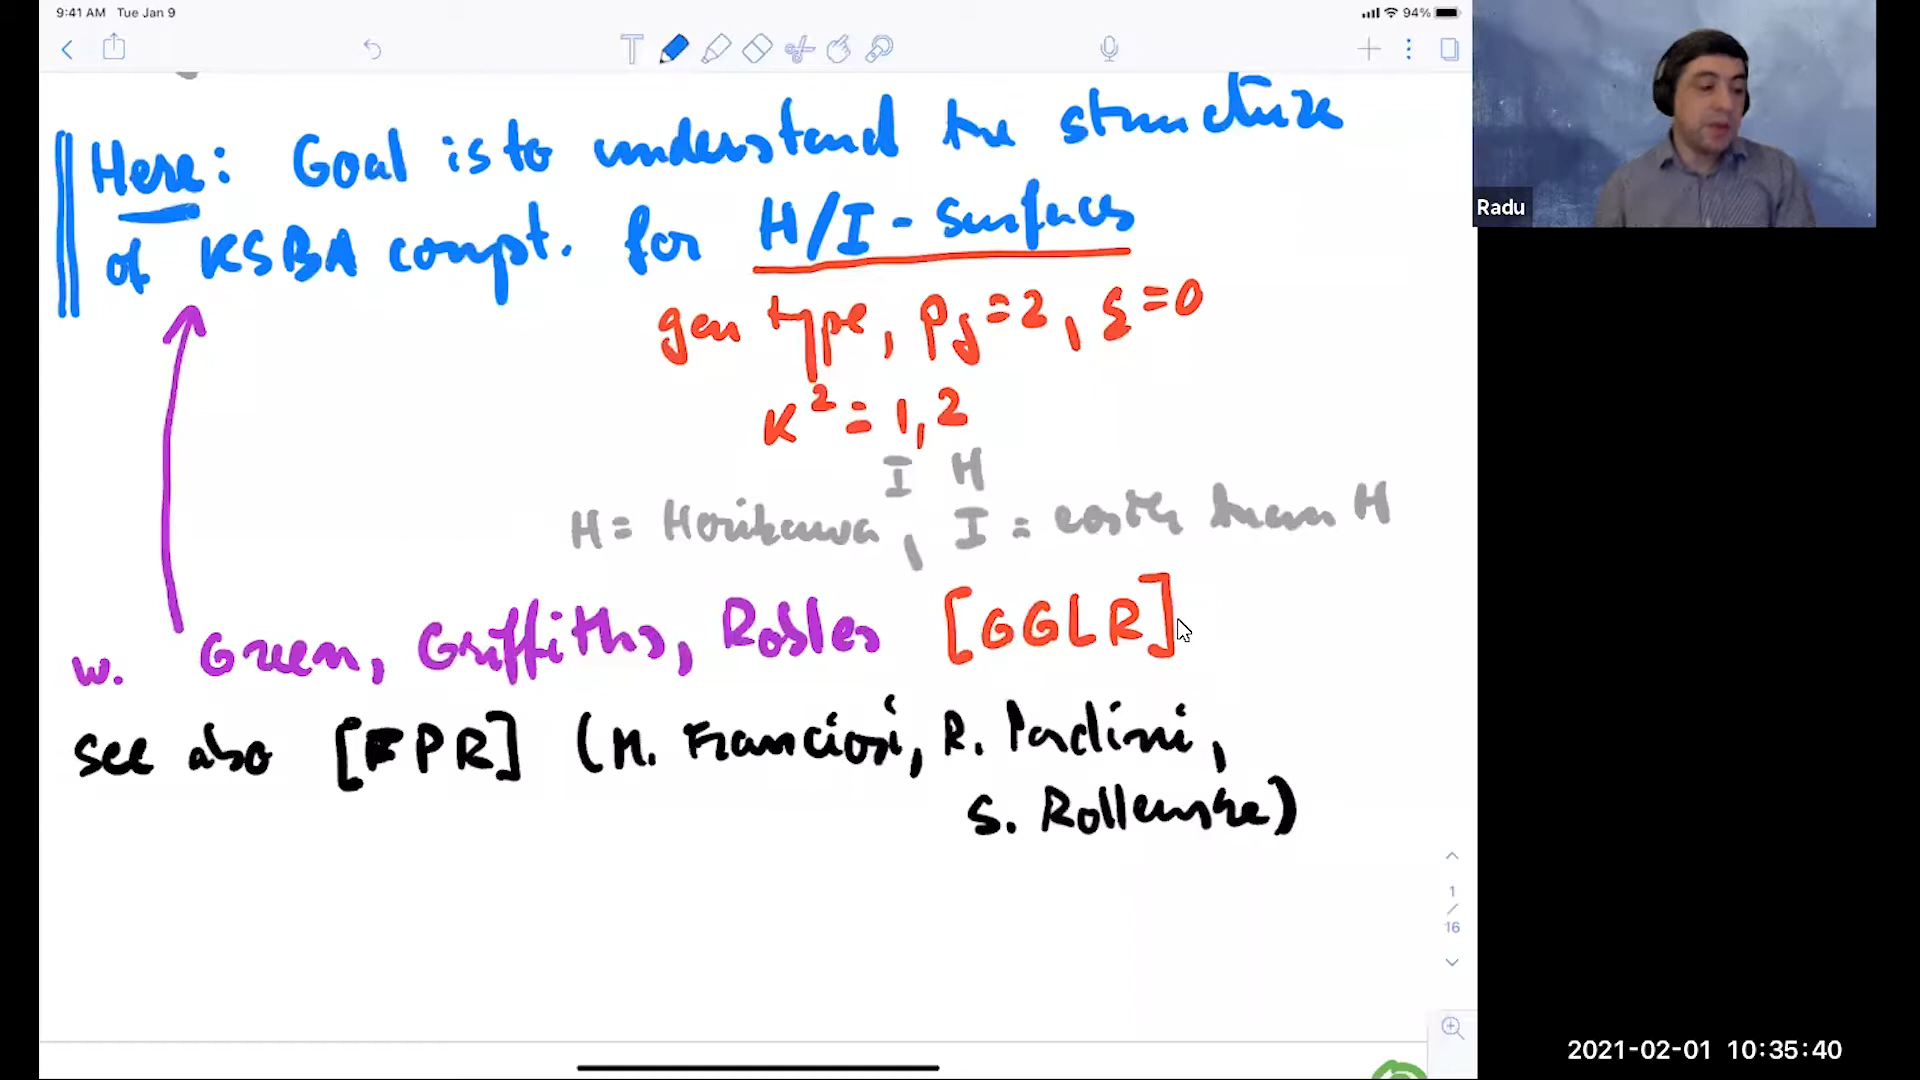 9:41 AM Tue Jan 9
94%
Here: Goal is to understand the structure
of KSBA compt. for H/I - surfaces
gen type, Pg=2, q=0
K²=1,2
I H
H = Horikawa, I = earlier than H
w. Green, Griffiths, Robles [GGLR]
see also [FPR] (M. Franciosi, R. Pardini,
S. Rollenske)
1
/
16
Radu
2021-02-01 10:35:40